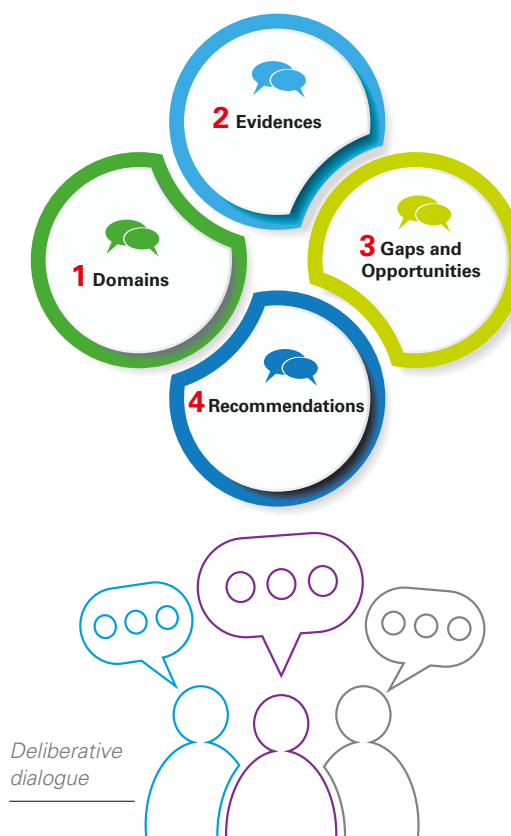 2 Evidences
1 Domains
3 Gaps and
Opportunities
4 Recommendations
Deliberative
dialogue